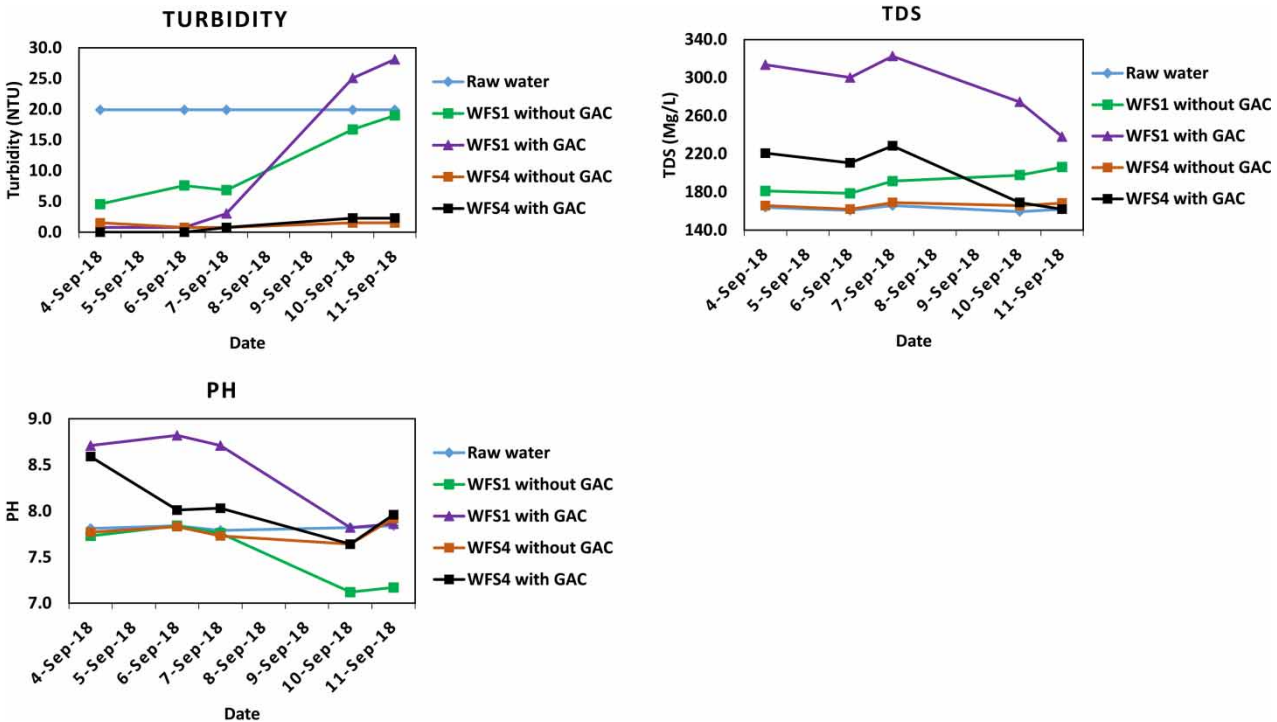 TURBIDITY
30.0
25.0
20.0
15.0
10.0
5.0
0.0
Turbidity (NTU)
4-Sep-18
5-Sep-18
6-Sep-18
7-Sep-18
8-Sep-18
9-Sep-18
10-Sep-18
11-Sep-18
Date
Raw water
WFS1 without GAC
WFS1 with GAC
WFS4 without GAC
WFS4 with GAC
TDS
340.0
300.0
260.0
220.0
180.0
140.0
TDS (Mg/L)
4-Sep-18
5-Sep-18
6-Sep-18
7-Sep-18
8-Sep-18
9-Sep-18
10-Sep-18
11-Sep-18
Date
Raw water
WFS1 without GAC
WFS1 with GAC
WFS4 without GAC
WFS4 with GAC
PH
9.0
8.5
8.0
7.5
7.0
PH
4-Sep-18
5-Sep-18
6-Sep-18
7-Sep-18
8-Sep-18
9-Sep-18
10-Sep-18
11-Sep-18
Date
Raw water
WFS1 without GAC
WFS1 with GAC
WFS4 without GAC
WFS4 with GAC